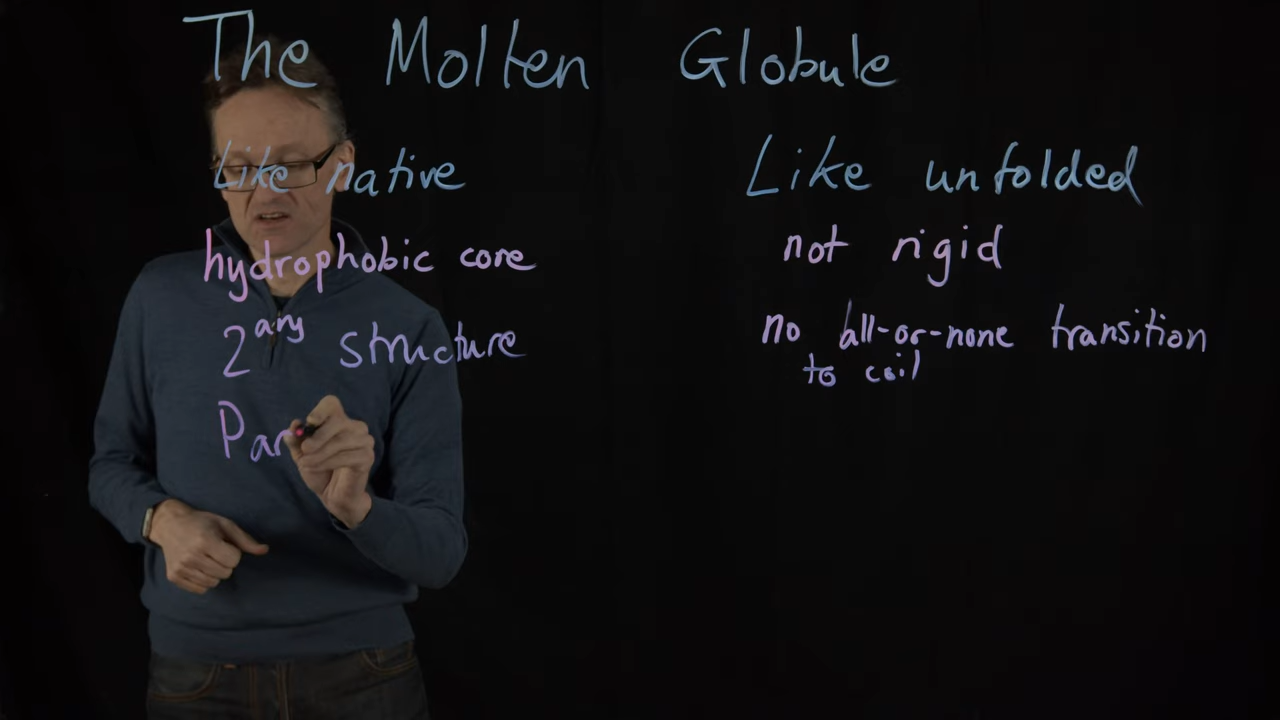 The Molten Globule
Like native
hydrophobic core
2ary structure
Par
Like unfolded
not rigid
no all-or-none transition
to coil